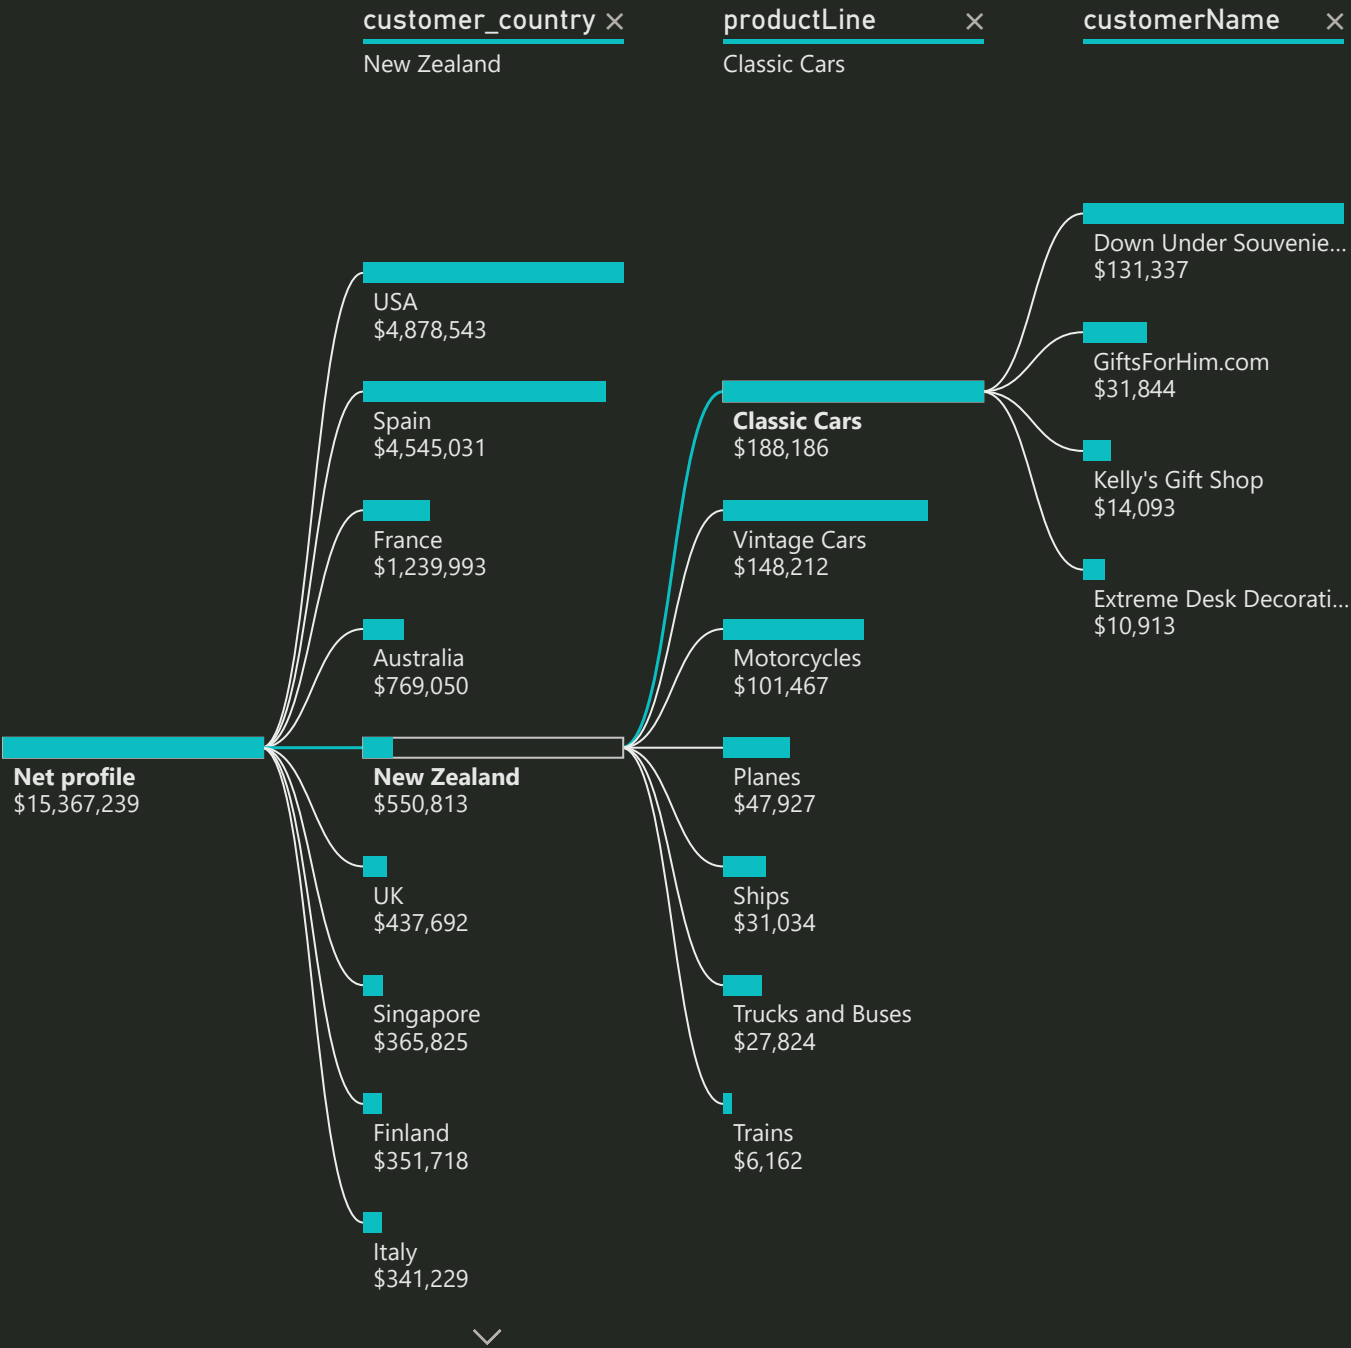 customer_country
New Zealand
productLine
Classic Cars
customerName
Net profile
$15,367,239
USA
$4,878,543
Spain
$4,545,031
France
$1,239,993
Australia
$769,050
New Zealand
$550,813
UK
$437,692
Singapore
$365,825
Finland
$351,718
Italy
$341,229
Classic Cars
$188,186
Vintage Cars
$148,212
Motorcycles
$101,467
Planes
$47,927
Ships
$31,034
Trucks and Buses
$27,824
Trains
$6,162
Down Under Souvenie...
$131,337
GiftsForHim.com
$31,844
Kelly's Gift Shop
$14,093
Extreme Desk Decorati...
$10,913